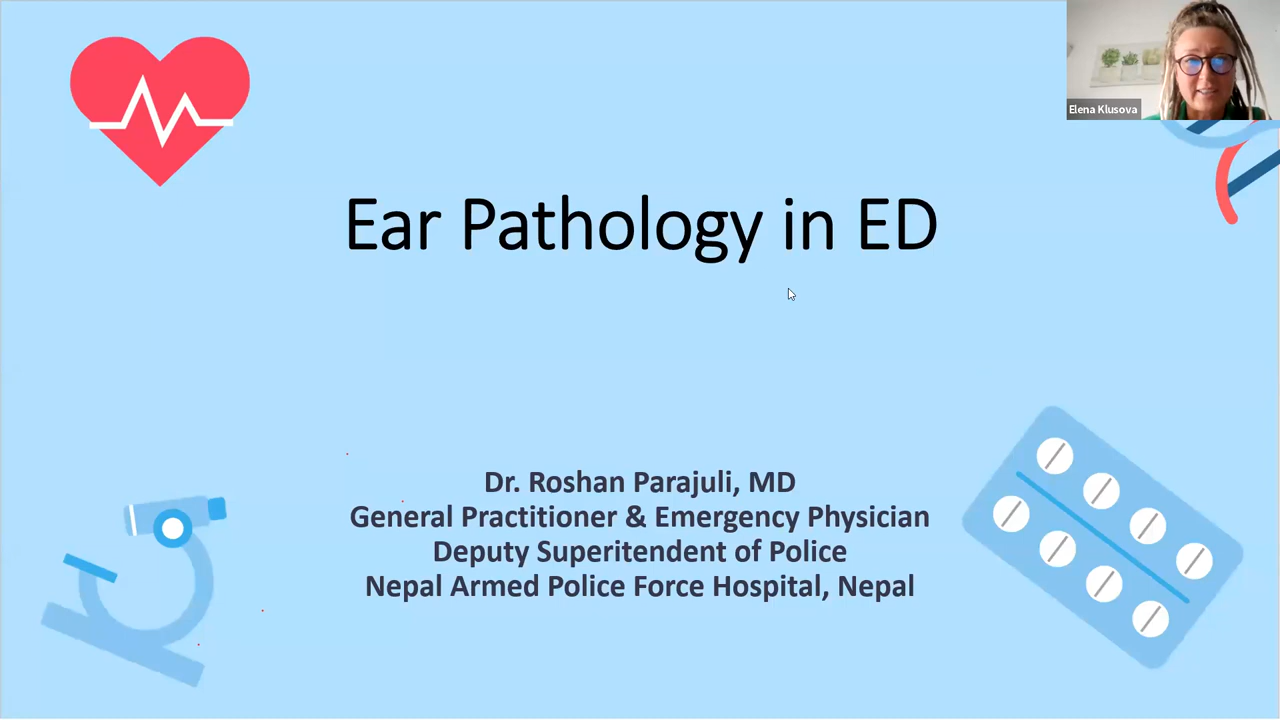 Elena Klusova
Ear Pathology in ED
Dr. Roshan Parajuli, MD
General Practitioner & Emergency Physician
Deputy Superitendent of Police
Nepal Armed Police Force Hospital, Nepal